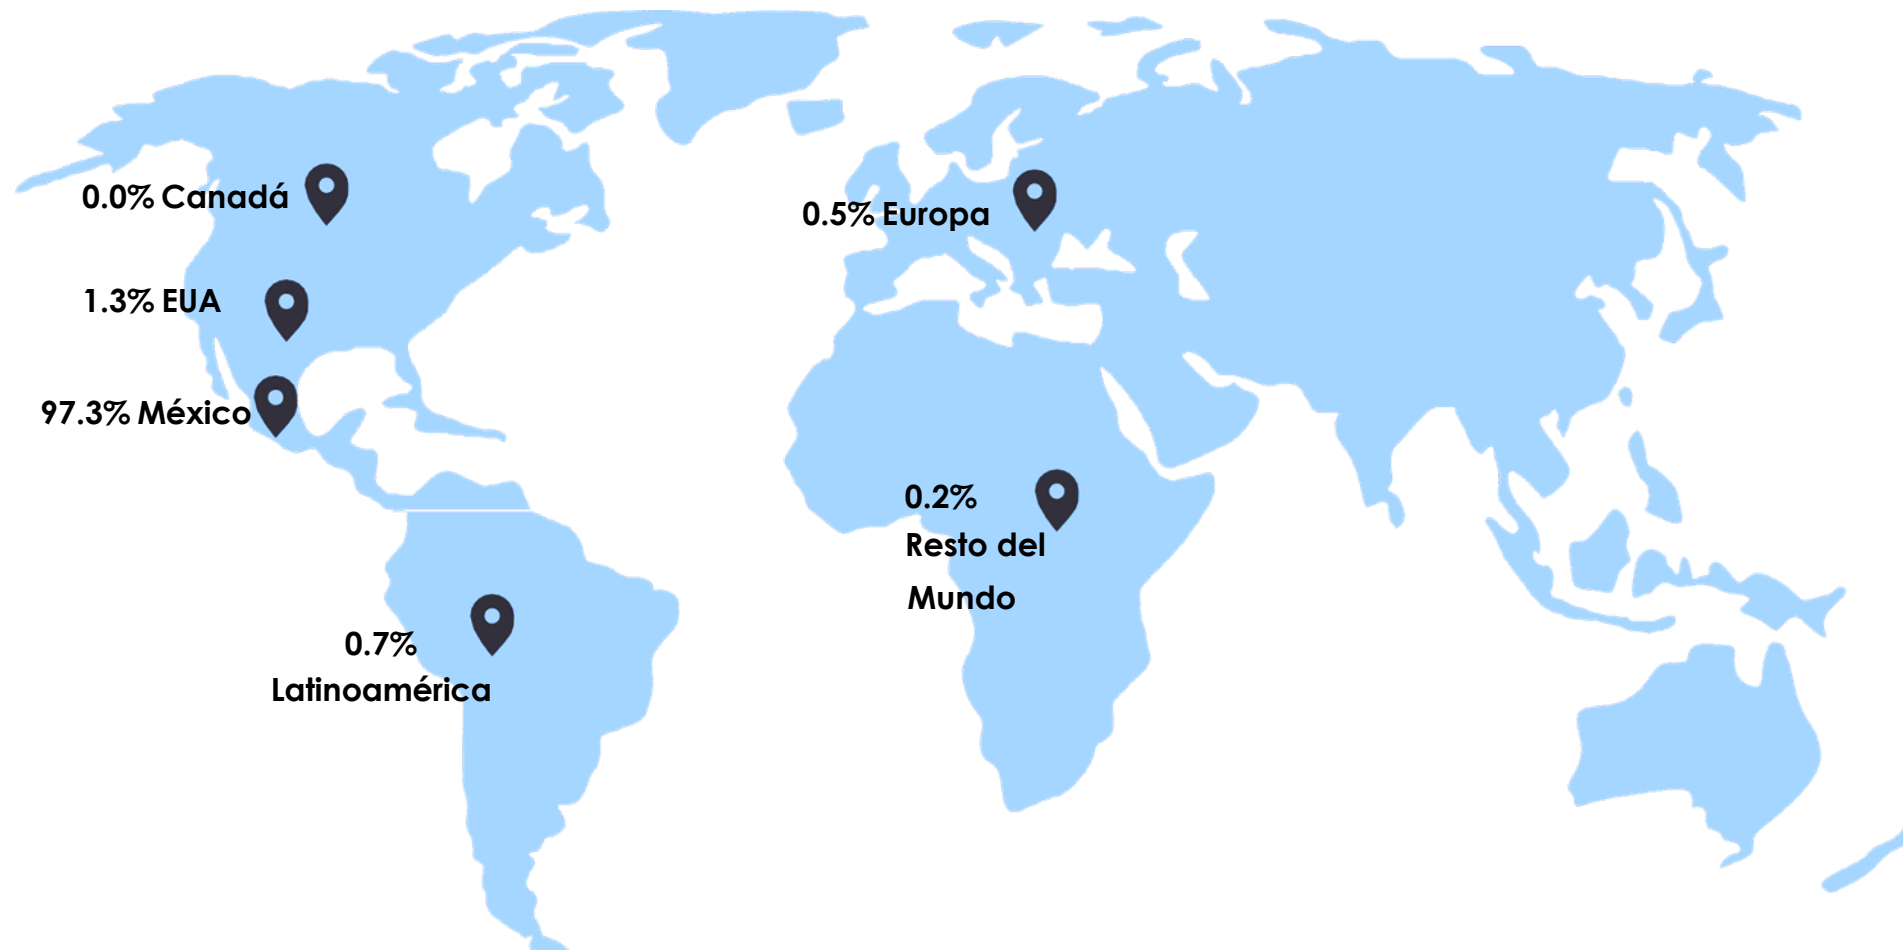 0.0% Canadá
0.5% Europa
1.3% EUA
97.3% México
0.2%
Resto del
Mundo
0.7%
Latinoamérica